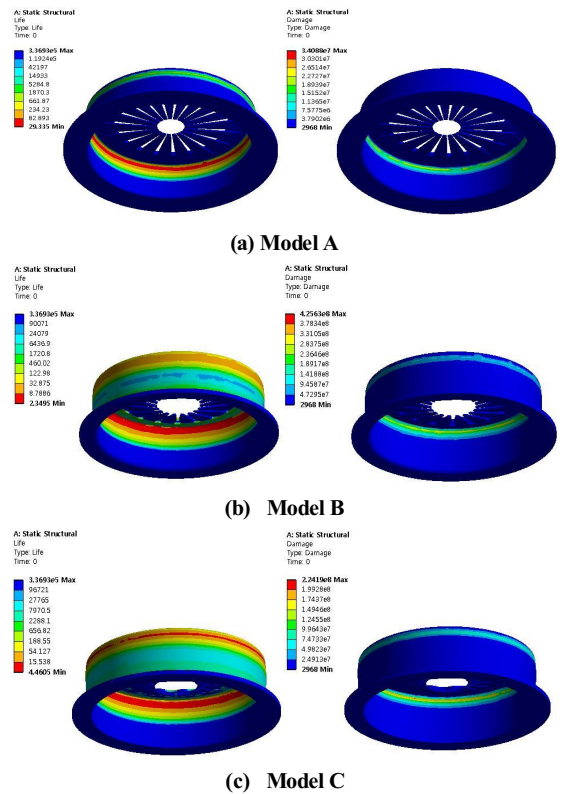 A: Static Structural
Life
Type: Life
Time: 0
3.3693e5 Max
1.1924e5
42197
14933
5284.8
1870.3
661.87
234.23
82.893
29.335 Min
A: Static Structural
Damage
Type: Damage
Time: 0
3.4088e7 Max
3.0301e7
2.6514e7
2.2727e7
1.8939e7
1.5152e7
1.1365e7
7.5775e6
3.7902e6
2968 Min
(a) Model A
A: Static Structural
Life
Type: Life
Time: 0
3.3693e5 Max
90071
24079
6436.9
1720.8
460.02
122.98
32.875
8.7886
2.3495 Min
A: Static Structural
Damage
Type: Damage
Time: 0
4.2563e8 Max
3.7834e8
3.3105e8
2.8375e8
2.3646e8
1.8917e8
1.4188e8
9.4587e7
4.7295e7
2968 Min
(b) Model B
A: Static Structural
Life
Type: Life
Time: 0
3.3693e5 Max
96721
27765
7970.5
2288.1
656.82
188.55
54.127
15.538
4.4605 Min
A: Static Structural
Damage
Type: Damage
Time: 0
2.2419e8 Max
1.9928e8
1.7437e8
1.4946e8
1.2455e8
9.9643e7
7.4733e7
4.9823e7
2.4913e7
2968 Min
(c) Model C